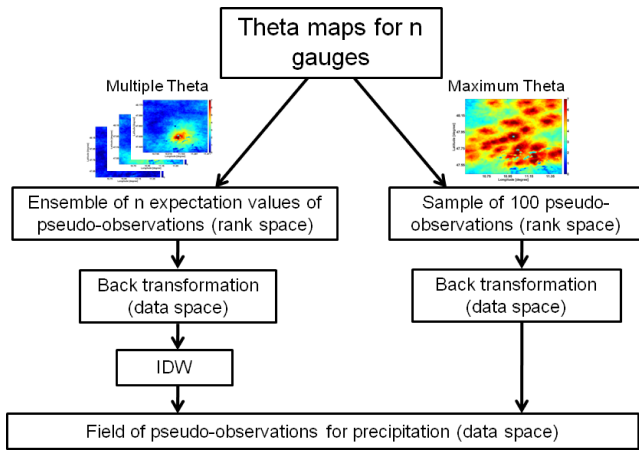 Theta maps for n
gauges
Multiple Theta
Maximum Theta
Ensemble of n expectation values of
pseudo-observations (rank space)
Sample of 100 pseudo-
observations (rank space)
Back transformation
(data space)
Back transformation
(data space)
IDW
Field of pseudo-observations for precipitation (data space)